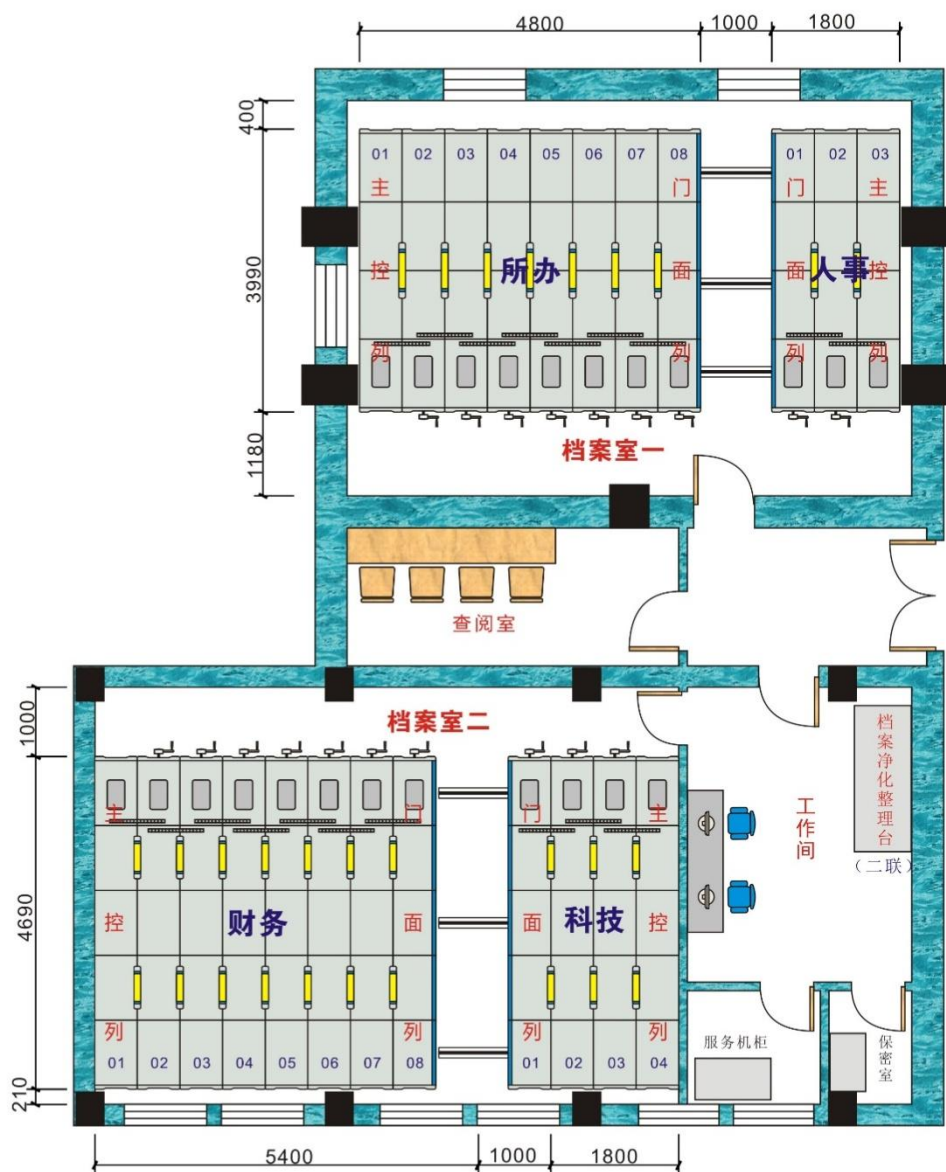 4800 1000 1800
400
01 02 03 04 05 06 07 08 01 02 03
主 门 门 主
3990
控 所办 面 面 人事 控
列 列 列 列
1180
档案室一
查阅室
1000
档案室二
主 门 门 主
档案净化整理台
工作间
(二联)
4690
控 财务 面 面 科技 控
列 列 列 列
01 02 03 04 05 06 07 08 01 02 03 04
服务机柜
保密室
210
5400 1000 1800